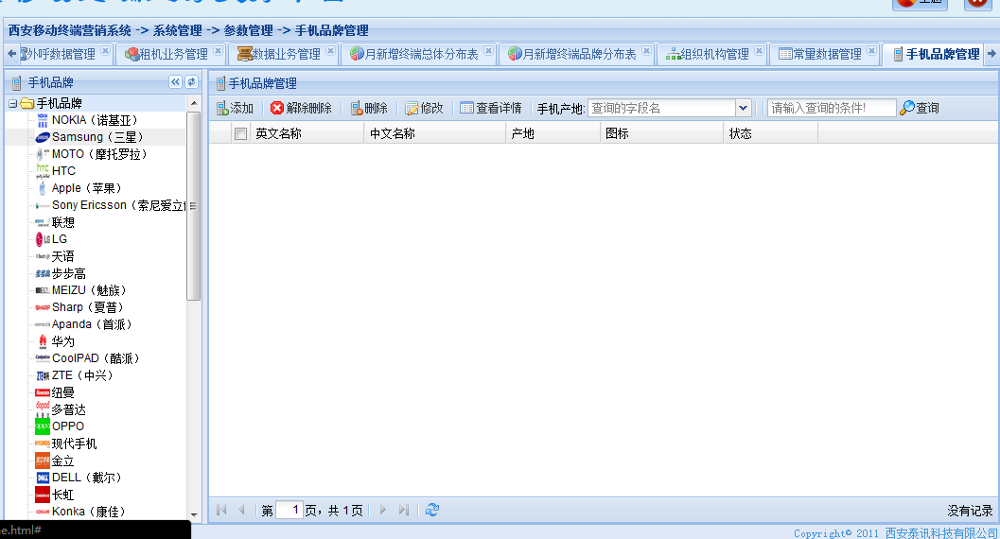 西安移动终端营销系统 -> 系统管理 -> 参数管理 -> 手机品牌管理
外呼数据管理 租机业务管理 数据业务管理 月新增终端总体分布表 月新增终端品牌分布表 组织机构管理 常量数据管理 手机品牌管理
手机品牌
手机品牌管理
添加 解除删除 删除 修改 查看详情 手机产地: 查询的字段名 请输入查询的条件! 查询
英文名称 中文名称 产地 图标 状态
手机品牌
NOKIA（诺基亚）
Samsung（三星）
MOTO（摩托罗拉）
HTC
Apple（苹果）
Sony Ericsson（索尼爱立
联想
LG
天语
步步高
MEIZU（魅族）
Sharp（夏普）
Apanda（首派）
华为
CoolPAD（酷派）
ZTE（中兴）
纽曼
多普达
OPPO
现代手机
金立
DELL（戴尔）
长虹
Konka（康佳）
第 1 页，共 1 页
没有记录
e.html#
Copyright© 2011 西安泰讯科技有限公司